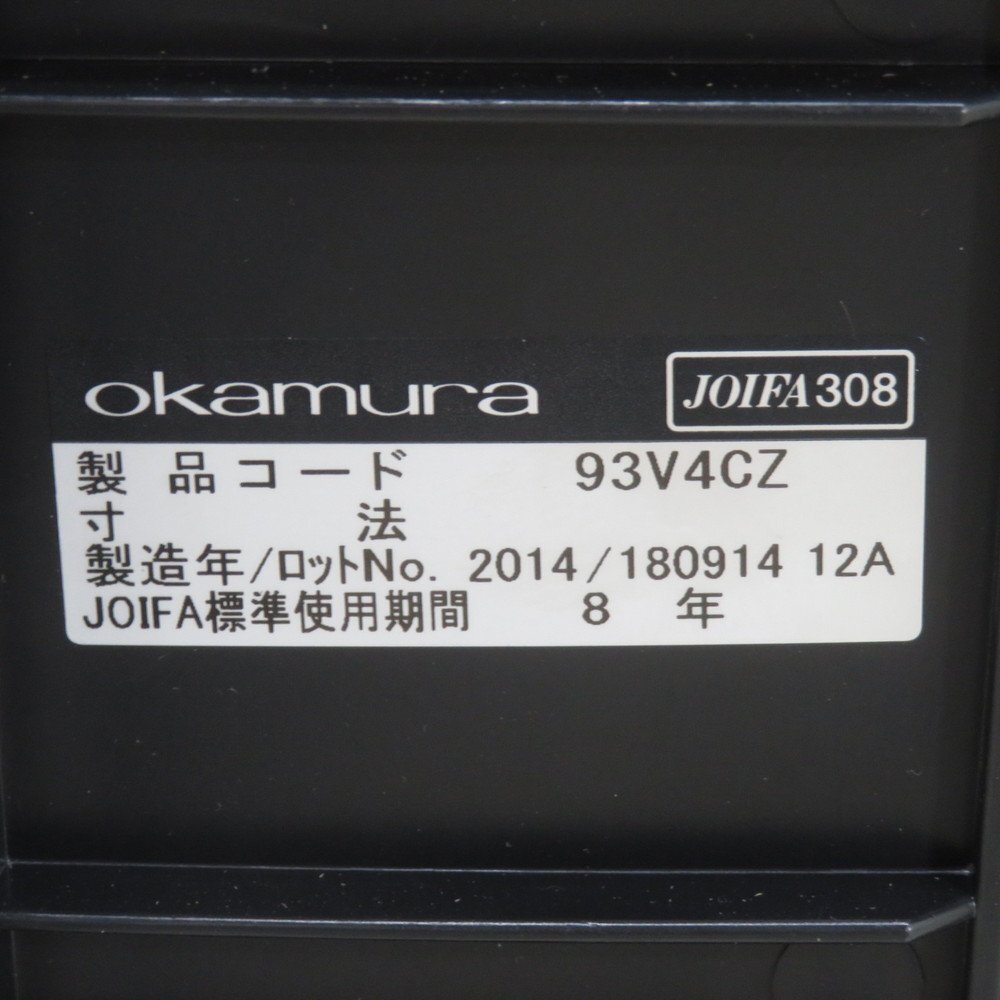 okamura
JOIFA308
製品コード 93V4CZ
寸法
製造年/ロットNo. 2014/180914 12A
JOIFA標準使用期間 8 年